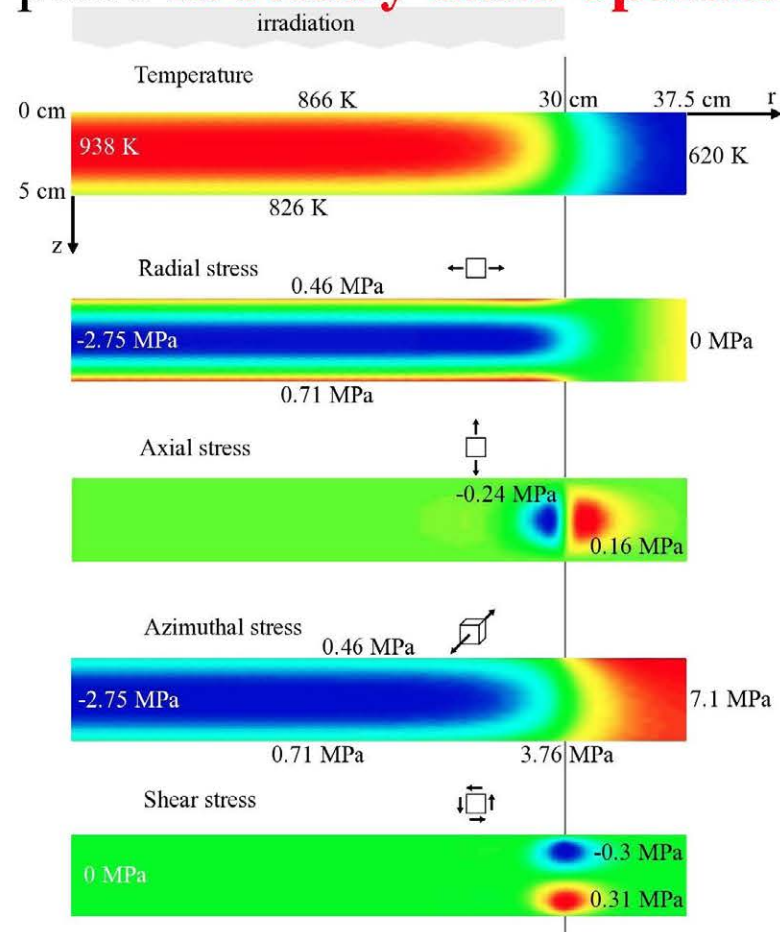 irradiation
Temperature
866 K
30 cm
37.5 cm
r
0 cm
938 K
620 K
5 cm
826 K
z
Radial stress
0.46 MPa
-2.75 MPa
0 MPa
0.71 MPa
Axial stress
-0.24 MPa
0.16 MPa
Azimuthal stress
0.46 MPa
-2.75 MPa
7.1 MPa
0.71 MPa
3.76 MPa
Shear stress
-0.3 MPa
0 MPa
0.31 MPa